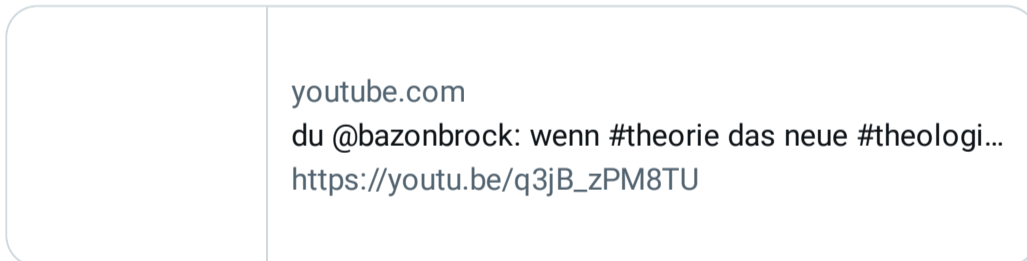 youtube.com
du @bazonbrock: wenn #theorie das neue #theologi…
https://youtu.be/q3jB_zPM8TU